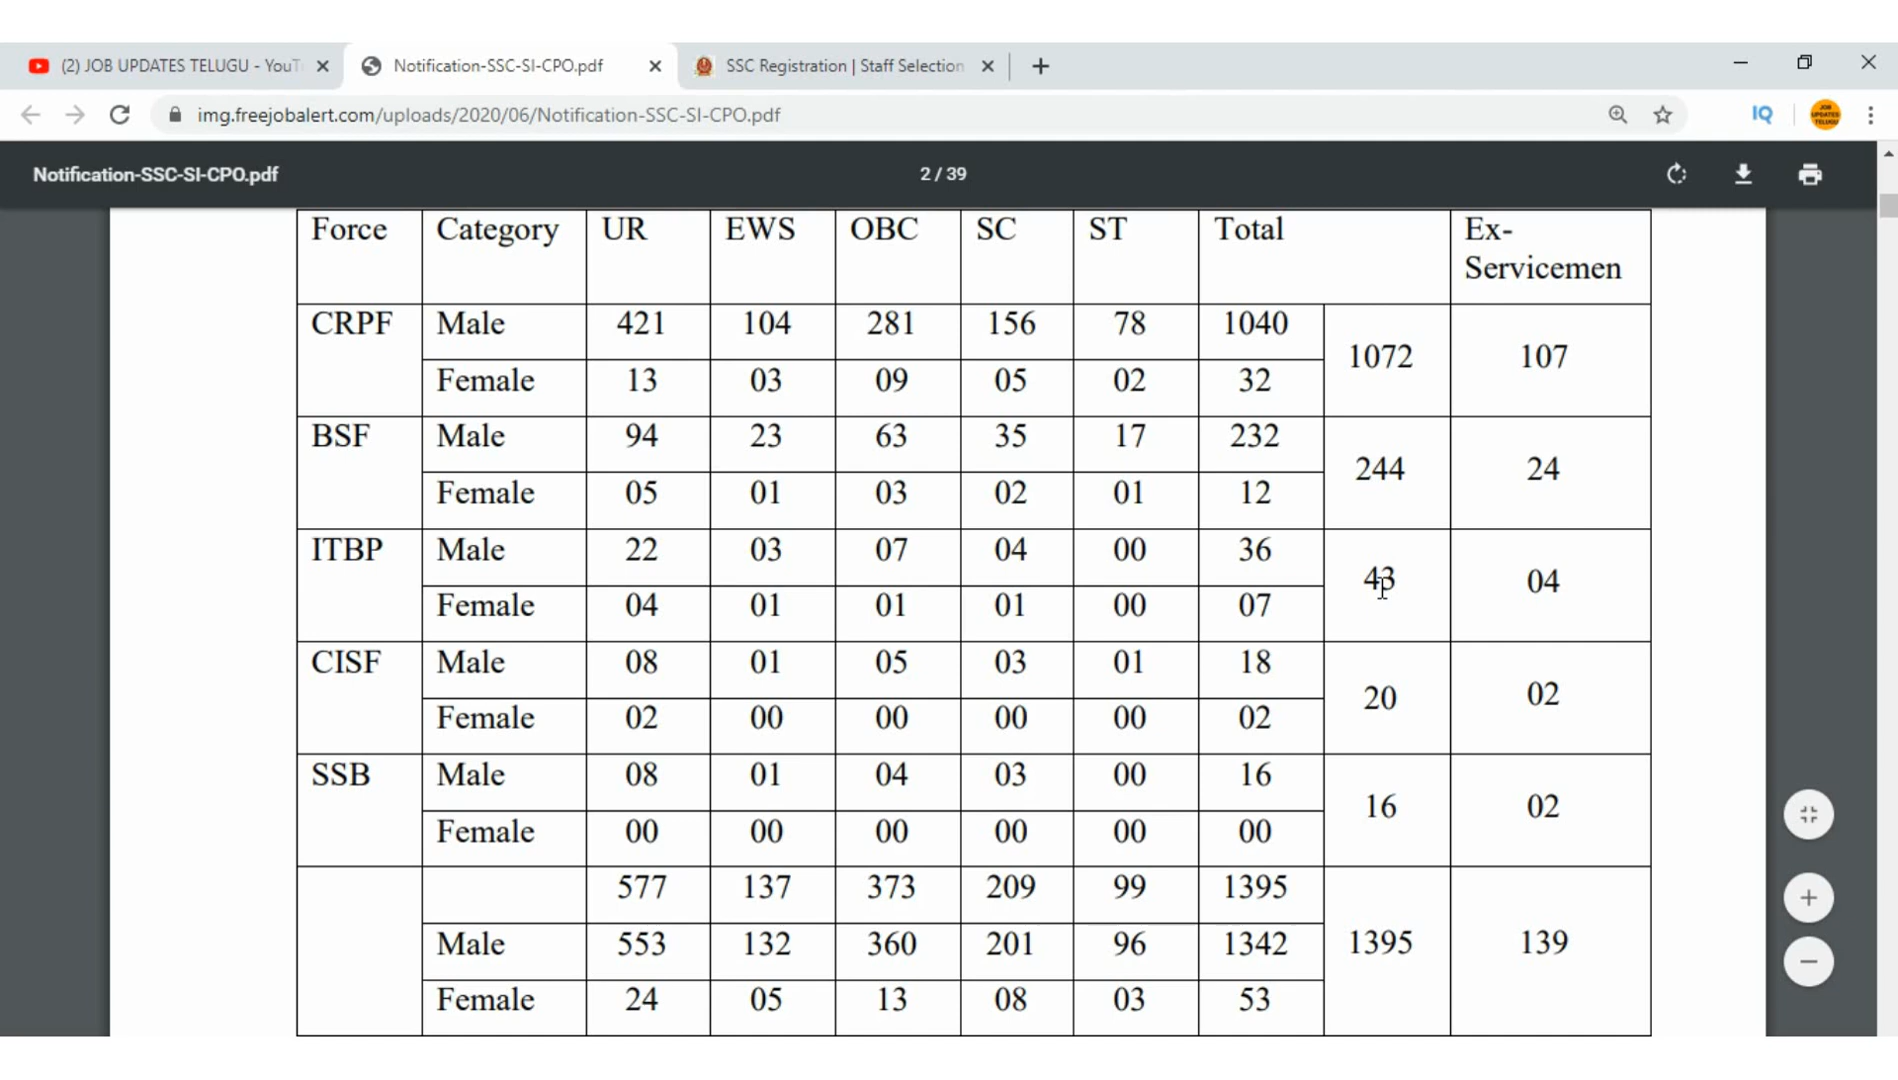 (2) JOB UPDATES TELUGU - YouT
Notification-SSC-SI-CPO.pdf
SSC Registration | Staff Selection
img.freejobalert.com/uploads/2020/06/Notification-SSC-SI-CPO.pdf
IQ
JOB UPDATES TELUGU
Notification-SSC-SI-CPO.pdf 2 / 39
Force Category UR EWS OBC SC ST Total Ex-
Servicemen
CRPF Male 421 104 281 156 78 1040
1072 107
Female 13 03 09 05 02 32
BSF Male 94 23 63 35 17 232
244 24
Female 05 01 03 02 01 12
ITBP Male 22 03 07 04 00 36
43 04
Female 04 01 01 01 00 07
CISF Male 08 01 05 03 01 18
20 02
Female 02 00 00 00 00 02
SSB Male 08 01 04 03 00 16
16 02
Female 00 00 00 00 00 00
577 137 373 209 99 1395
Male 553 132 360 201 96 1342 1395 139
Female 24 05 13 08 03 53